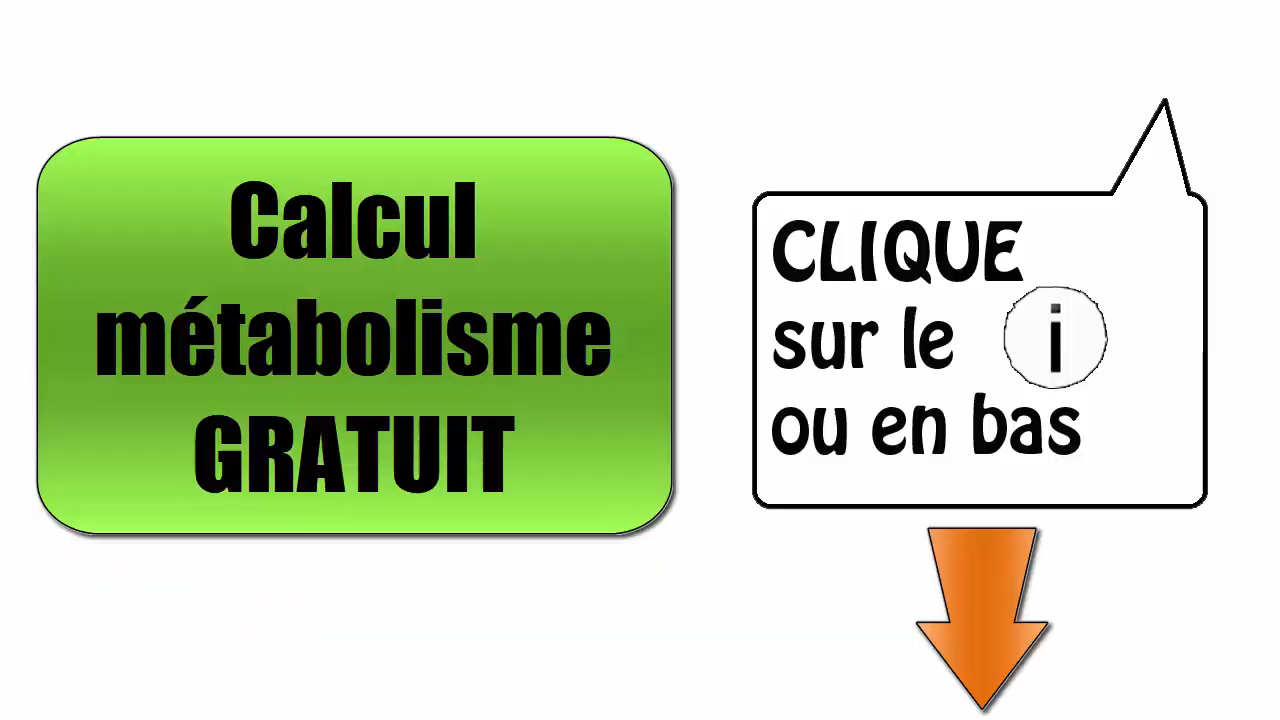 Calcul
métabolisme
GRATUIT
CLIQUE
sur le i
ou en bas